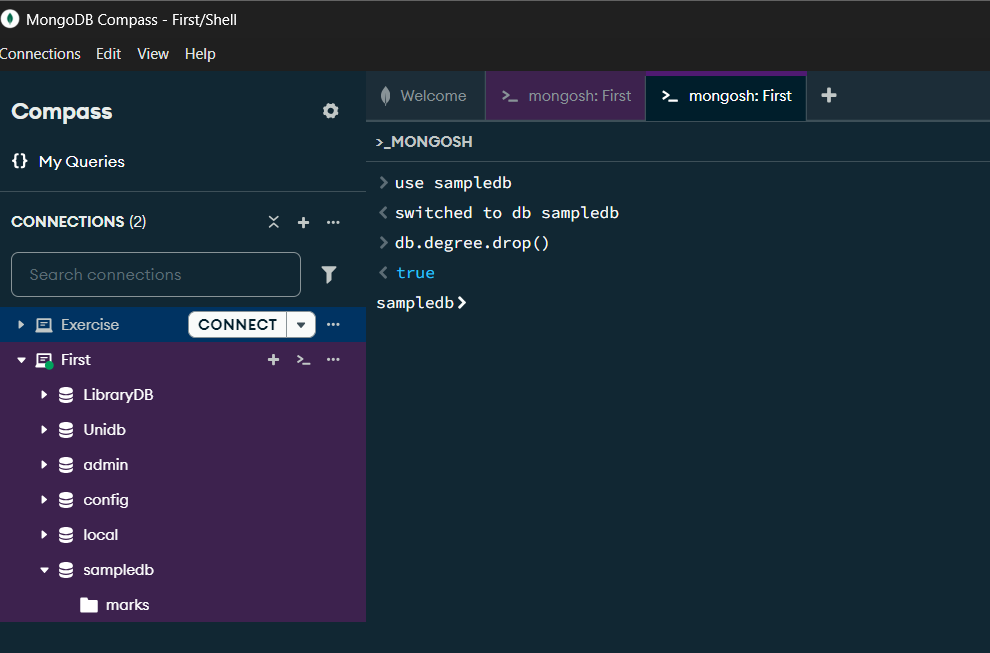 MongoDB Compass - First/Shell
Connections Edit View Help
Compass
{} My Queries
CONNECTIONS (2)
Search connections
Exercise CONNECT
First
LibraryDB
Unidb
admin
config
local
sampledb
marks
Welcome
>_ mongosh: First
>_ mongosh: First
>_MONGOSH
> use sampledb
< switched to db sampledb
> db.degree.drop()
< true
sampledb>